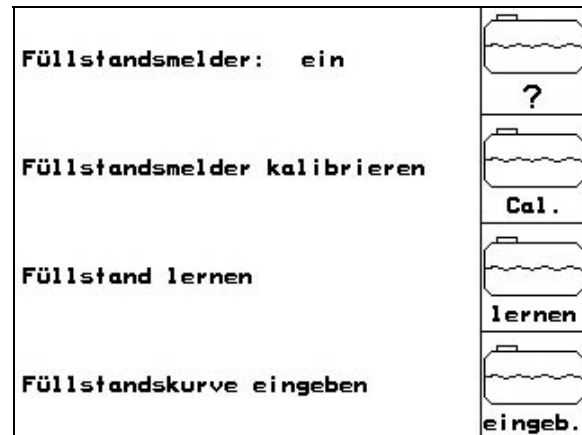 Füllstandsmelder: ein
?
Füllstandsmelder kalibrieren
Cal.
Füllstand lernen
lernen
Füllstandskurve eingeben
eingeb.